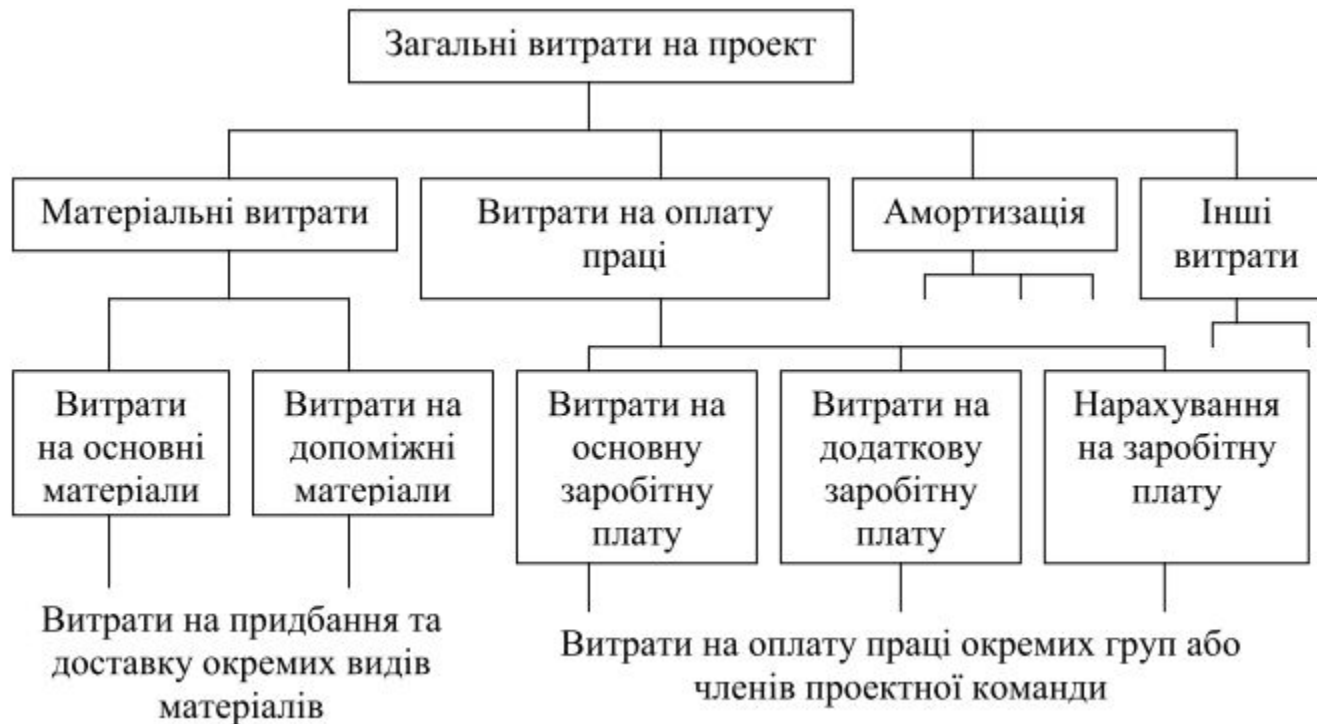 Загальні витрати на проект
Матеріальні витрати
Витрати на оплату
праці
Амортизація
Інші
витрати
Витрати
на основні
матеріали
Витрати на
допоміжні
матеріали
Витрати на
основну
заробітну
плату
Витрати на
додаткову
заробітну
плату
Нарахування
на заробітну
плату
Витрати на придбання та
доставку окремих видів
матеріалів
Витрати на оплату праці окремих груп або
членів проектної команди